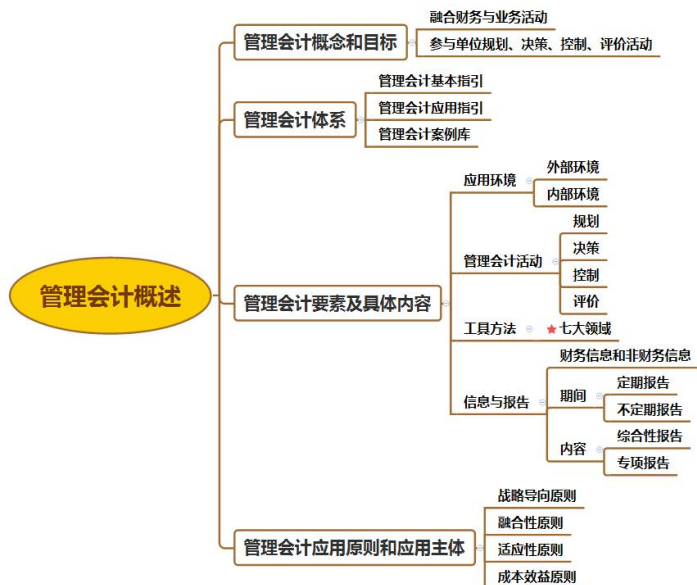 管理会计概述
管理会计概念和目标
融合财务与业务活动
参与单位规划、决策、控制、评价活动
管理会计体系
管理会计基本指引
管理会计应用指引
管理会计案例库
管理会计要素及具体内容
应用环境
外部环境
内部环境
管理会计活动
规划
决策
控制
评价
工具方法
七大领域
信息与报告
财务信息和非财务信息
期间
定期报告
不定期报告
内容
综合性报告
专项报告
管理会计应用原则和应用主体
战略导向原则
融合性原则
适应性原则
成本效益原则